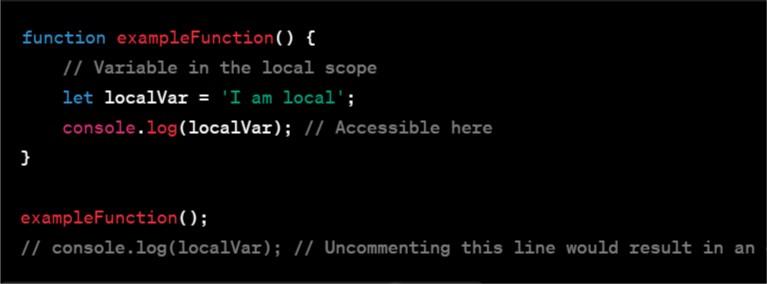 function exampleFunction() {
    // Variable in the local scope
    let localVar = 'I am local';
    console.log(localVar); // Accessible here
}

exampleFunction();
// console.log(localVar); // Uncommenting this line would result in an